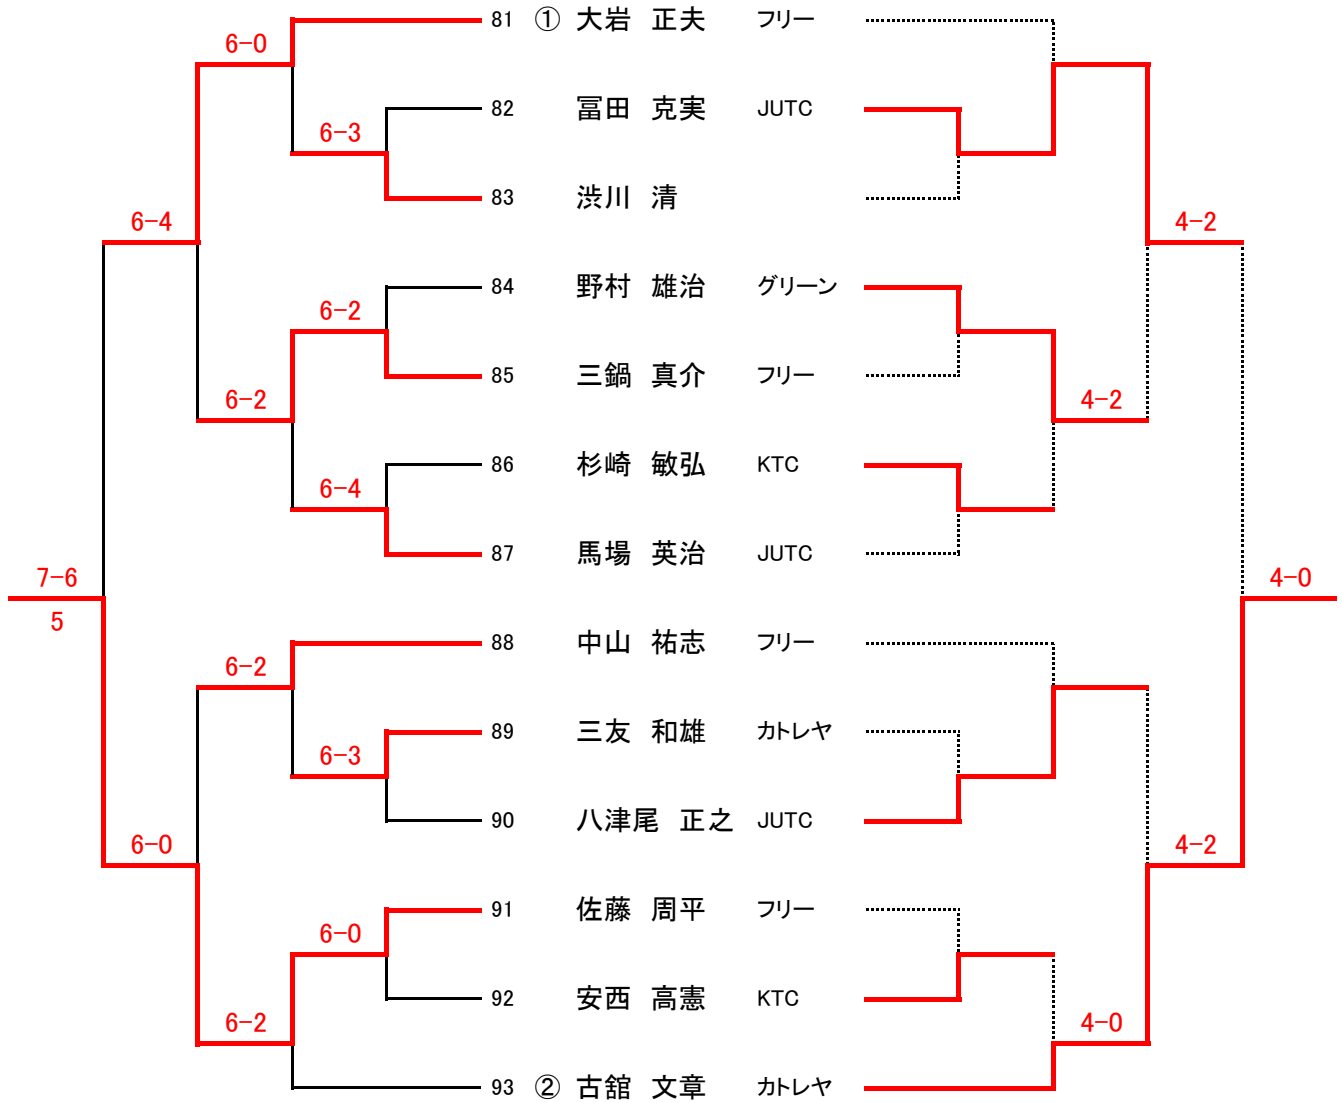 81 ① 大岩 正夫 フリー
6-0
82 冨田 克実 JUTC
6-3
83 渋川 清
6-4 4-2
84 野村 雄治 グリーン
6-2
85 三鍋 真介 フリー
6-2 4-2
86 杉崎 敏弘 KTC
6-4
87 馬場 英治 JUTC
7-6 4-0
5
88 中山 祐志 フリー
6-2
89 三友 和雄 カトレヤ
6-3
90 八津尾 正之 JUTC
6-0 4-2
91 佐藤 周平 フリー
6-0
92 安西 高憲 KTC
6-2 4-0
93 ② 古舘 文章 カトレヤ